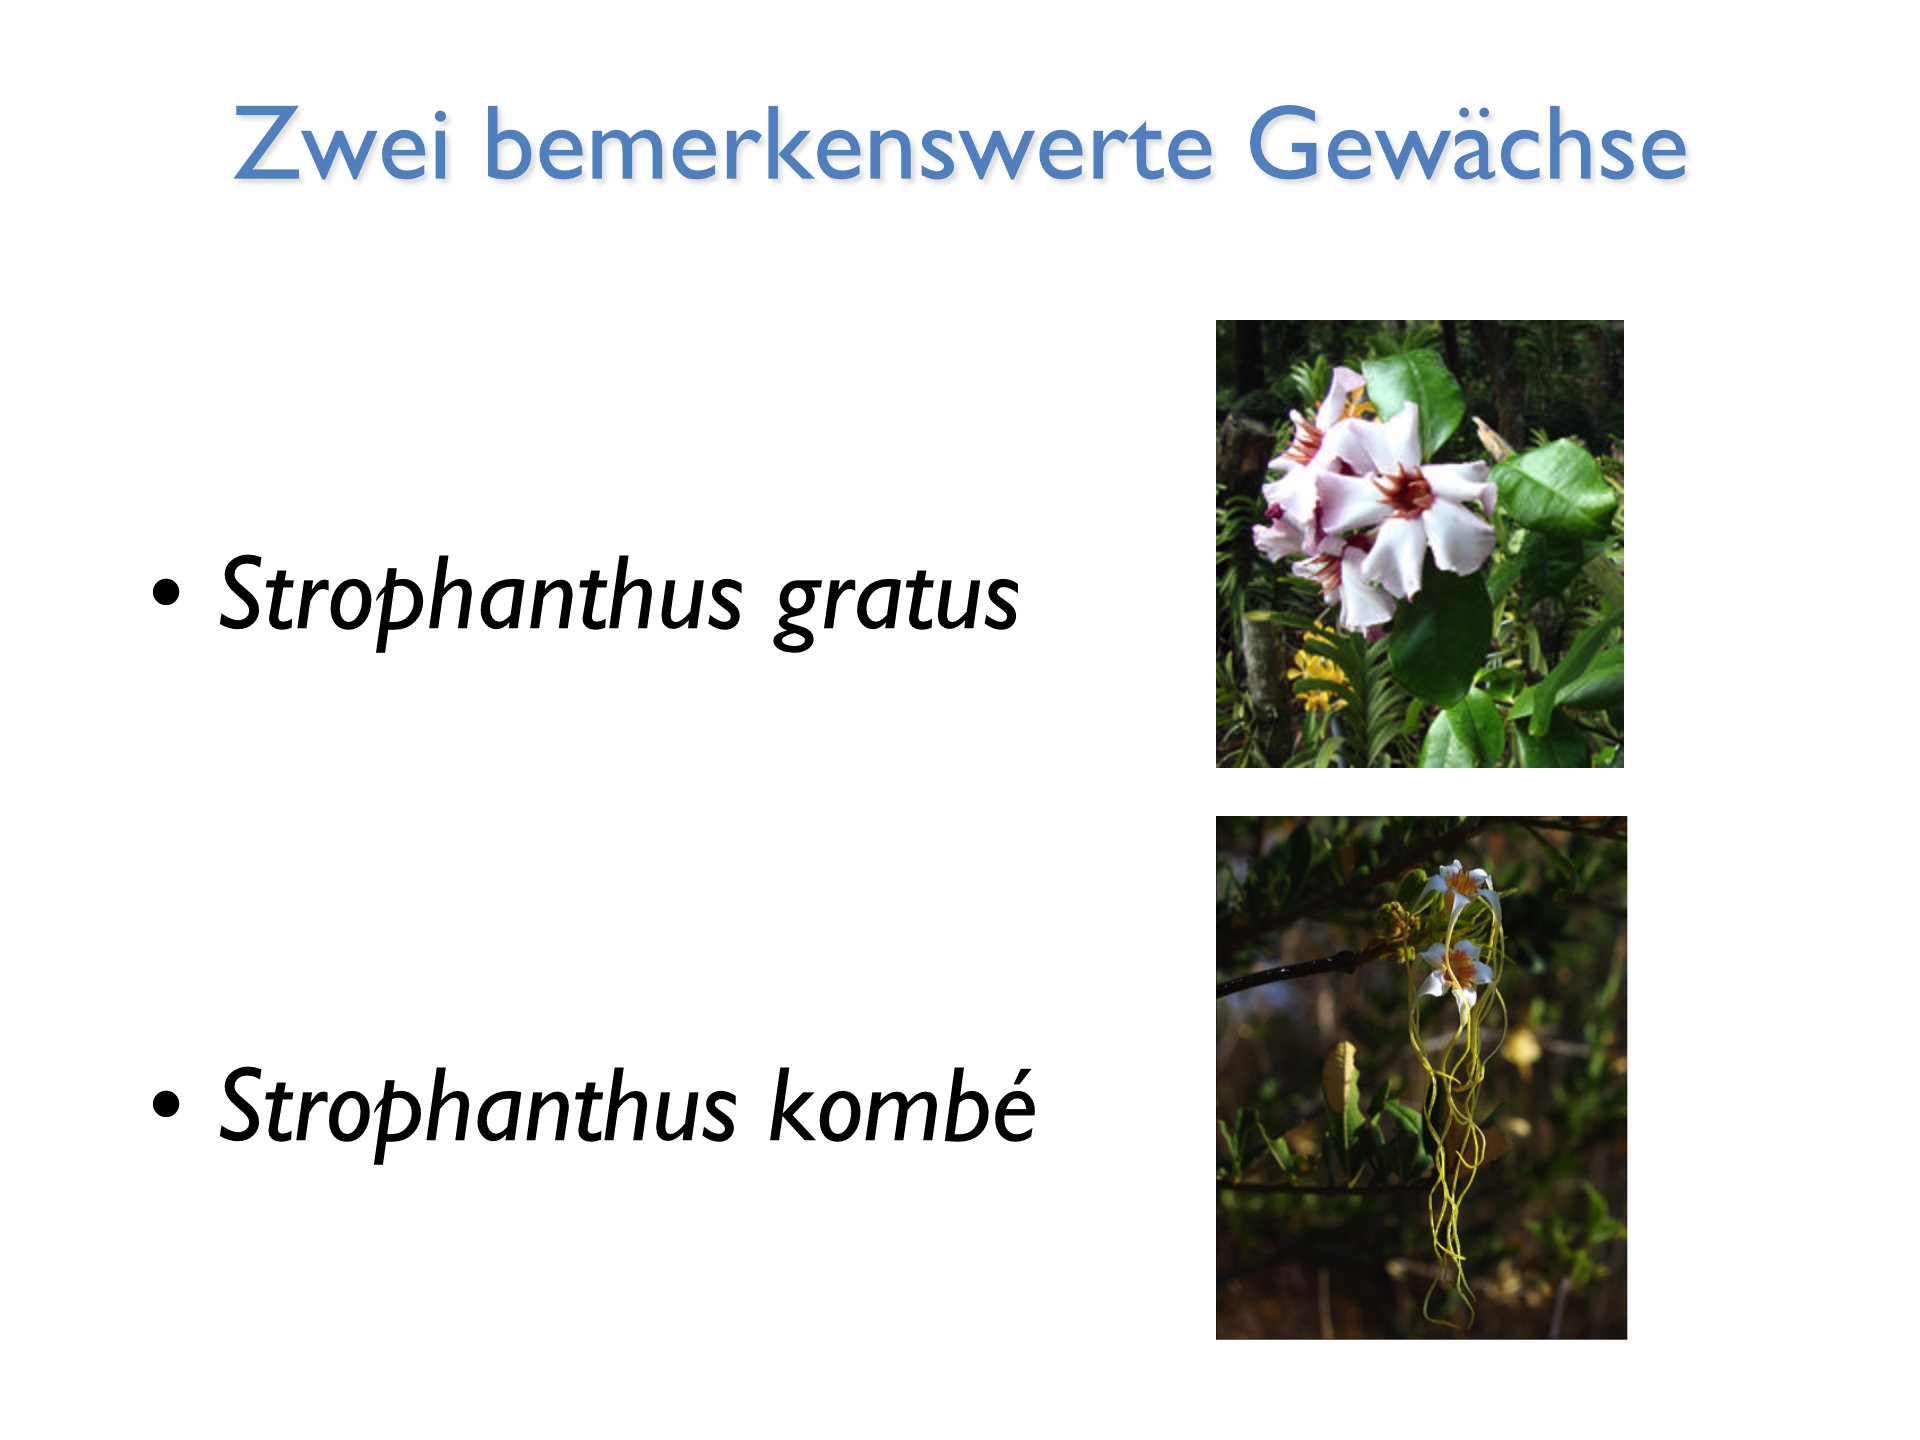 Zwei bemerkenswerte Gewächse
• Strophanthus gratus
• Strophanthus kombé